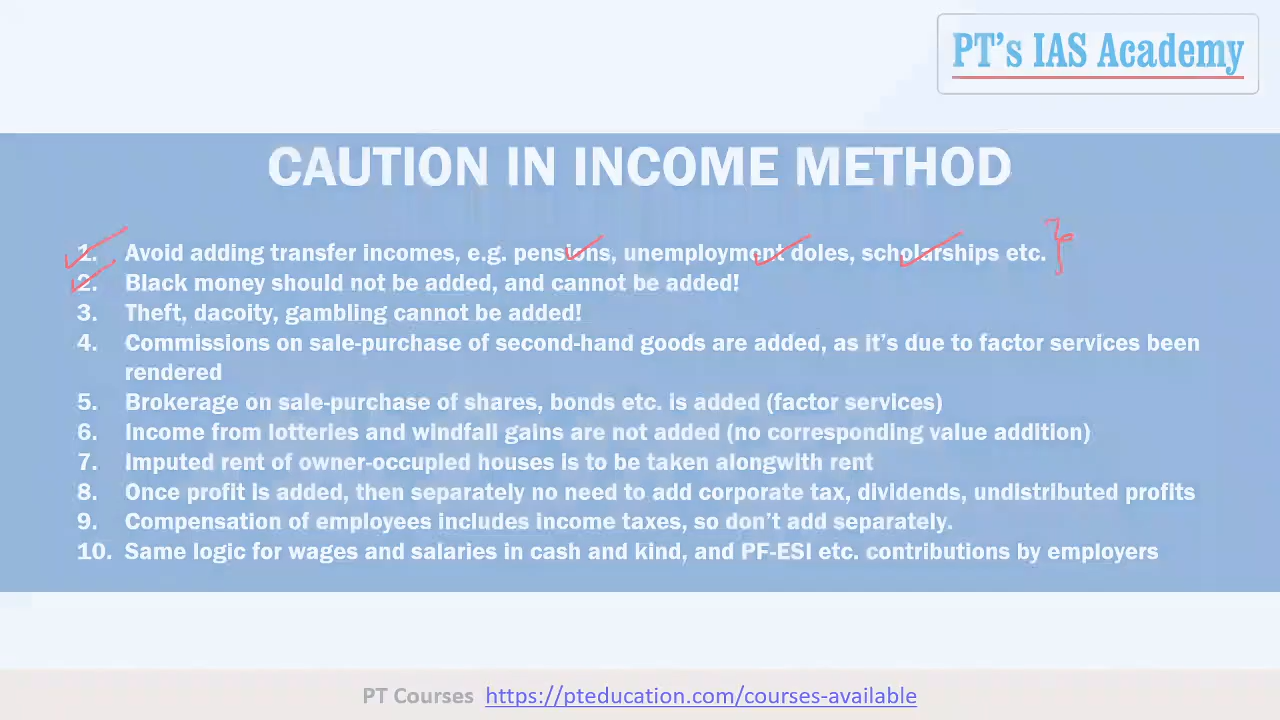 PT's IAS Academy
CAUTION IN INCOME METHOD
1. Avoid adding transfer incomes, e.g. pensions, unemployment doles, scholarships etc.
2. Black money should not be added, and cannot be added!
3. Theft, dacoity, gambling cannot be added!
4. Commissions on sale-purchase of second-hand goods are added, as it's due to factor services been
rendered
5. Brokerage on sale-purchase of shares, bonds etc. is added (factor services)
6. Income from lotteries and windfall gains are not added (no corresponding value addition)
7. Imputed rent of owner-occupied houses is to be taken alongwith rent
8. Once profit is added, then separately no need to add corporate tax, dividends, undistributed profits
9. Compensation of employees includes income taxes, so don't add separately.
10. Same logic for wages and salaries in cash and kind, and PF-ESI etc. contributions by employers
PT Courses https://pteducation.com/courses-available